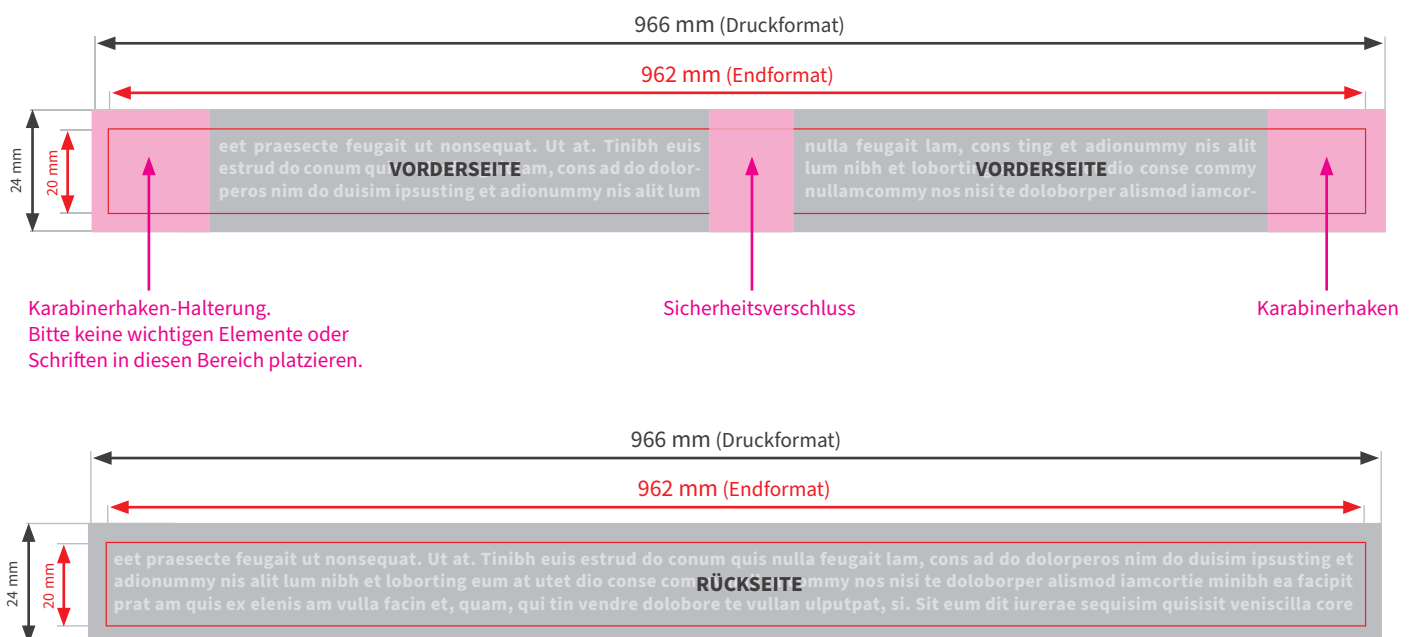 966 mm (Druckformat)
962 mm (Endformat)
24 mm
20 mm
eet praesecte feugait ut nonsequat. Ut at. Tinibh euis
estrud do conum qu VORDERSEITE am, cons ad do dolor-
peros nim do duisim ipsusting et adionummy nis alit lum
nulla feugait lam, cons ting et adionummy nis alit
lum nibh et loborting VORDERSEITE dio conse commy
nullamcommy nos nisi te doloborper alismod iamcor-
Karabinerhaken-Halterung.
Bitte keine wichtigen Elemente oder
Schriften in diesen Bereich platzieren.
Sicherheitsverschluss
Karabinerhaken
966 mm (Druckformat)
962 mm (Endformat)
24 mm
20 mm
eet praesecte feugait ut nonsequat. Ut at. Tinibh euis estrud do conum quis nulla feugait lam, cons ad do dolorperos nim do duisim ipsusting et
adionummy nis alit lum nibh et loborting eum at utet dio conse com RÜCKSEITE ommy nos nisi te doloborper alismod iamcortie minibh ea facipit
prat am quis ex elenis am vulla facin et, quam, qui tin vendre dolobore te vullan ulputpat, si. Sit eum dit iurerae sequisim quisisit veniscilla core